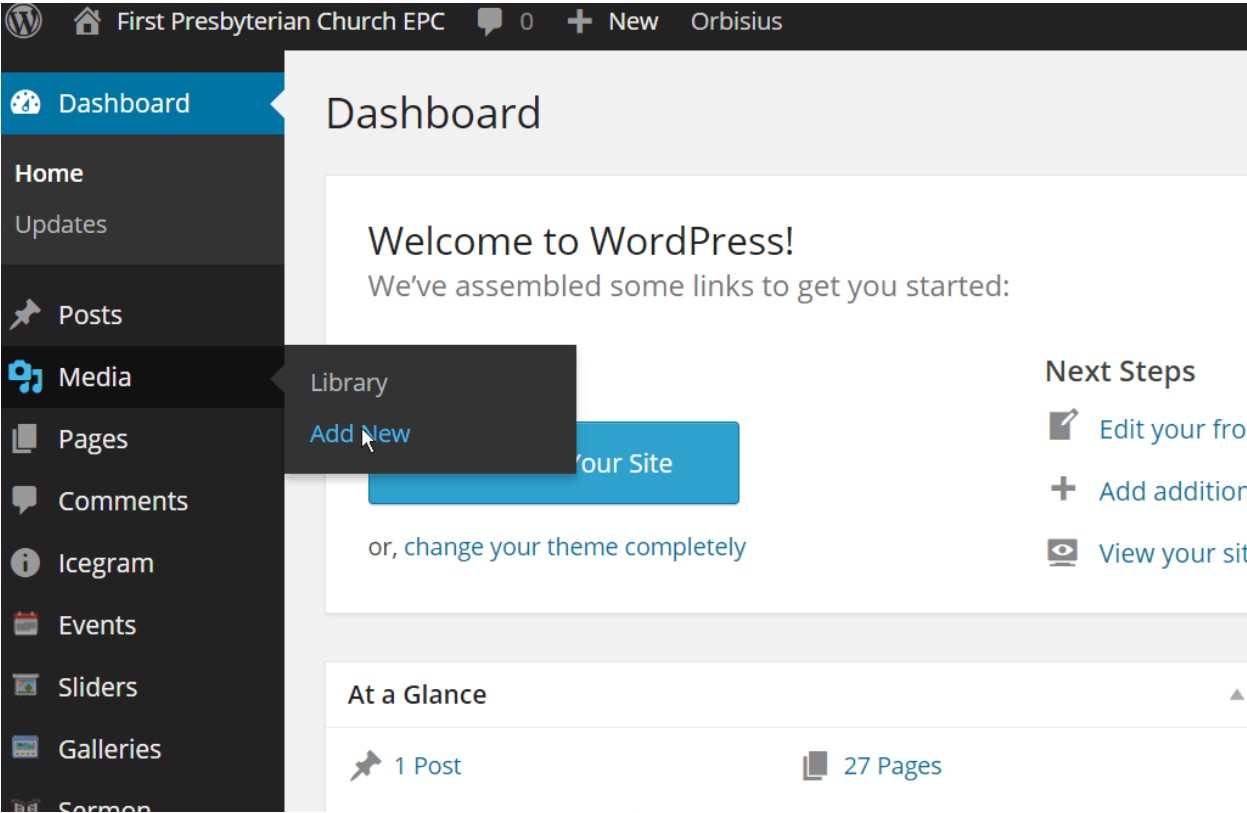 First Presbyterian Church EPC 0 New Orbisius
Dashboard
Home
Updates
Posts
Media
Pages
Comments
Icegram
Events
Sliders
Galleries
Sermon
Library
Add New
Dashboard
Welcome to WordPress!
We've assembled some links to get you started:
Your Site
or, change your theme completely
Next Steps
Edit your fro
Add addition
View your sit
At a Glance
1 Post
27 Pages